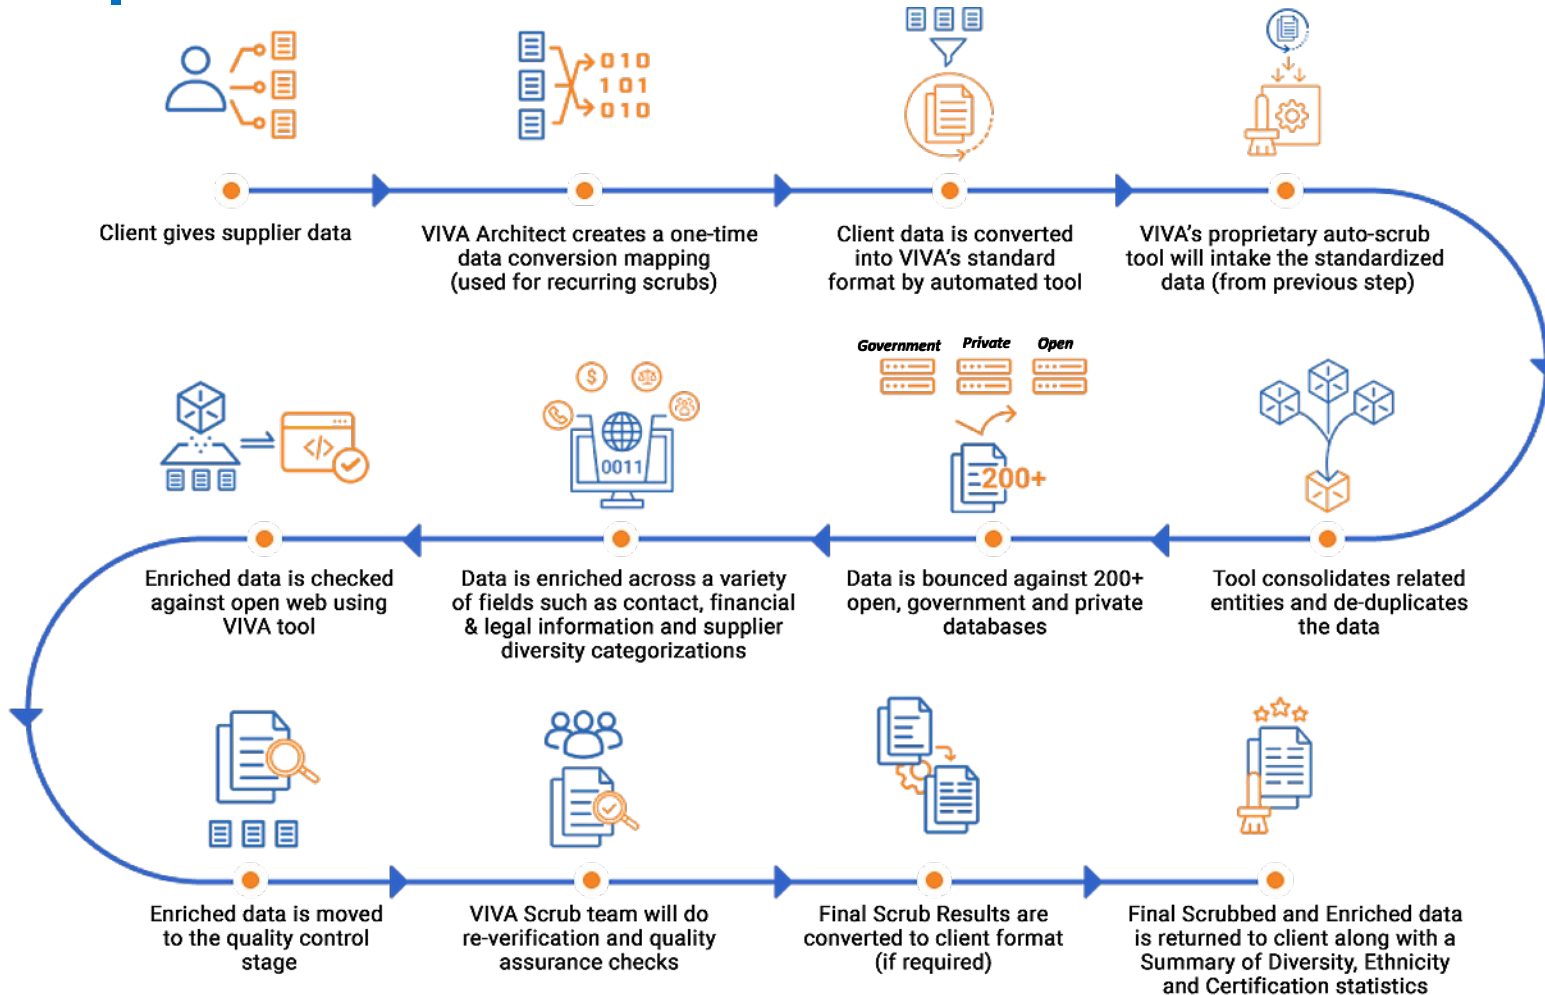 010
101
010
Client gives supplier data
VIVA Architect creates a one-time
data conversion mapping
(used for recurring scrubs)
Client data is converted
into VIVA's standard
format by automated tool
VIVA's proprietary auto-scrub
tool will intake the standardized
data (from previous step)
Government
Private
Open
200+
Tool consolidates related
entities and de-duplicates
the data
Data is bounced against 200+
open, government and private
databases
$
0011
Data is enriched across a variety
of fields such as contact, financial
& legal information and supplier
diversity categorizations
</>
Enriched data is checked
against open web using
VIVA tool
Enriched data is moved
to the quality control
stage
VIVA Scrub team will do
re-verification and quality
assurance checks
Final Scrub Results are
converted to client format
(if required)
Final Scrubbed and Enriched data
is returned to client along with a
Summary of Diversity, Ethnicity
and Certification statistics